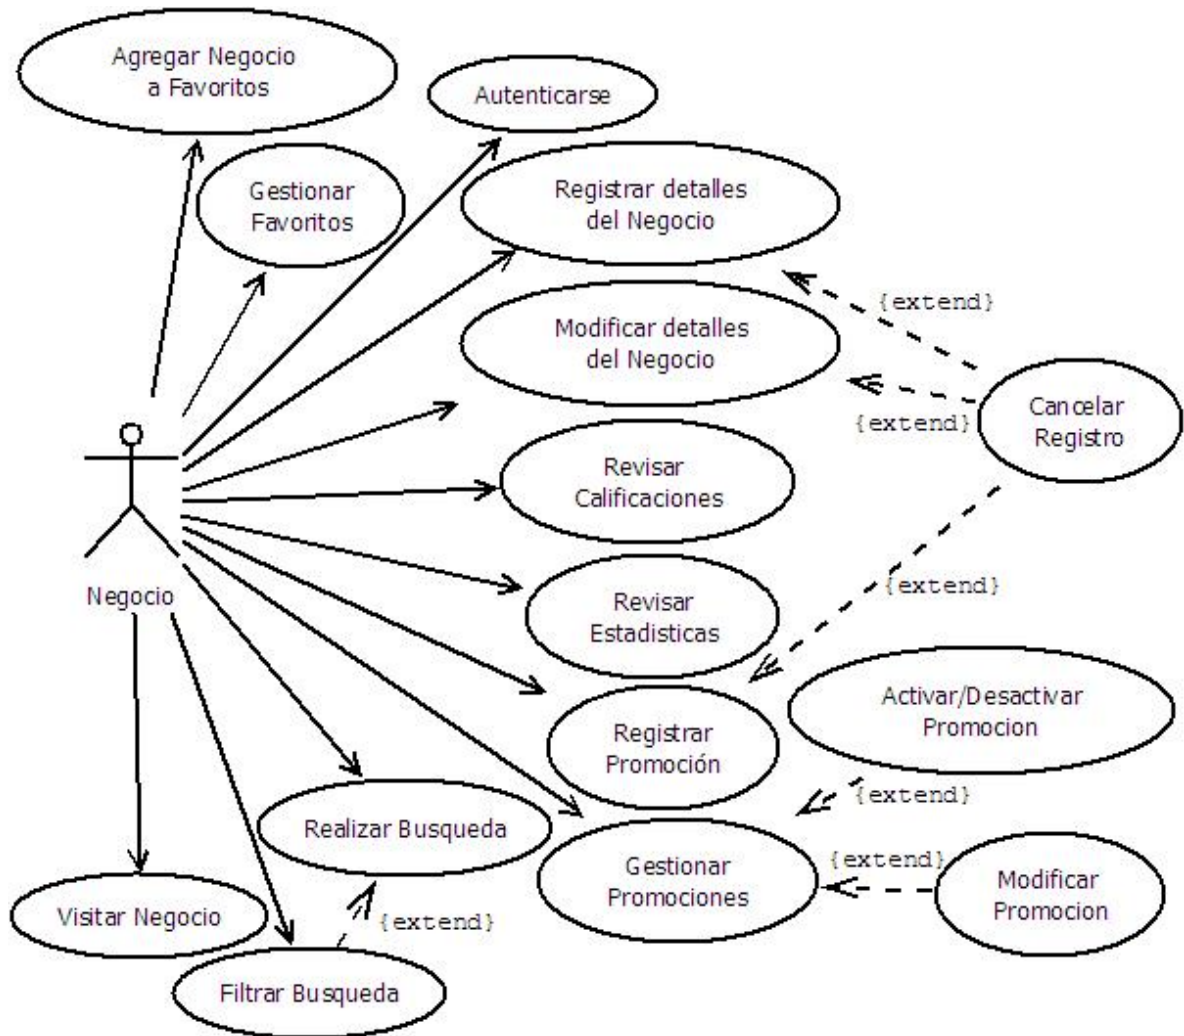 Agregar Negocio
a Favoritos
Autenticarse
Gestionar
Favoritos
Registrar detalles
del Negocio
{extend}
Modificar detalles
del Negocio
{extend}
Cancelar
Registro
Revisar
Calificaciones
{extend}
Negocio
Revisar
Estadisticas
Activar/Desactivar
Promocion
Registrar
Promoción
{extend}
Realizar Busqueda
Gestionar
Promociones
{extend}
Modificar
Promocion
Visitar Negocio
{extend}
Filtrar Busqueda